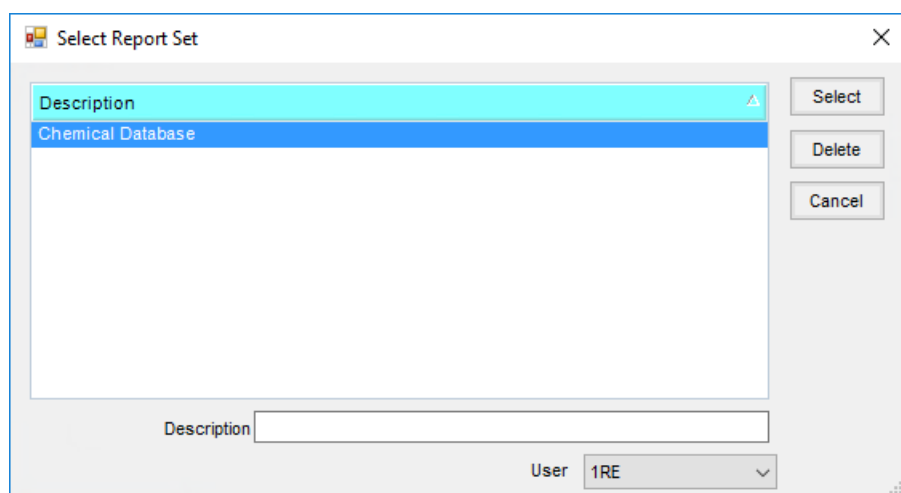 Select Report Set
Description
Select
Chemical Database
Delete
Cancel
Description
User 1RE